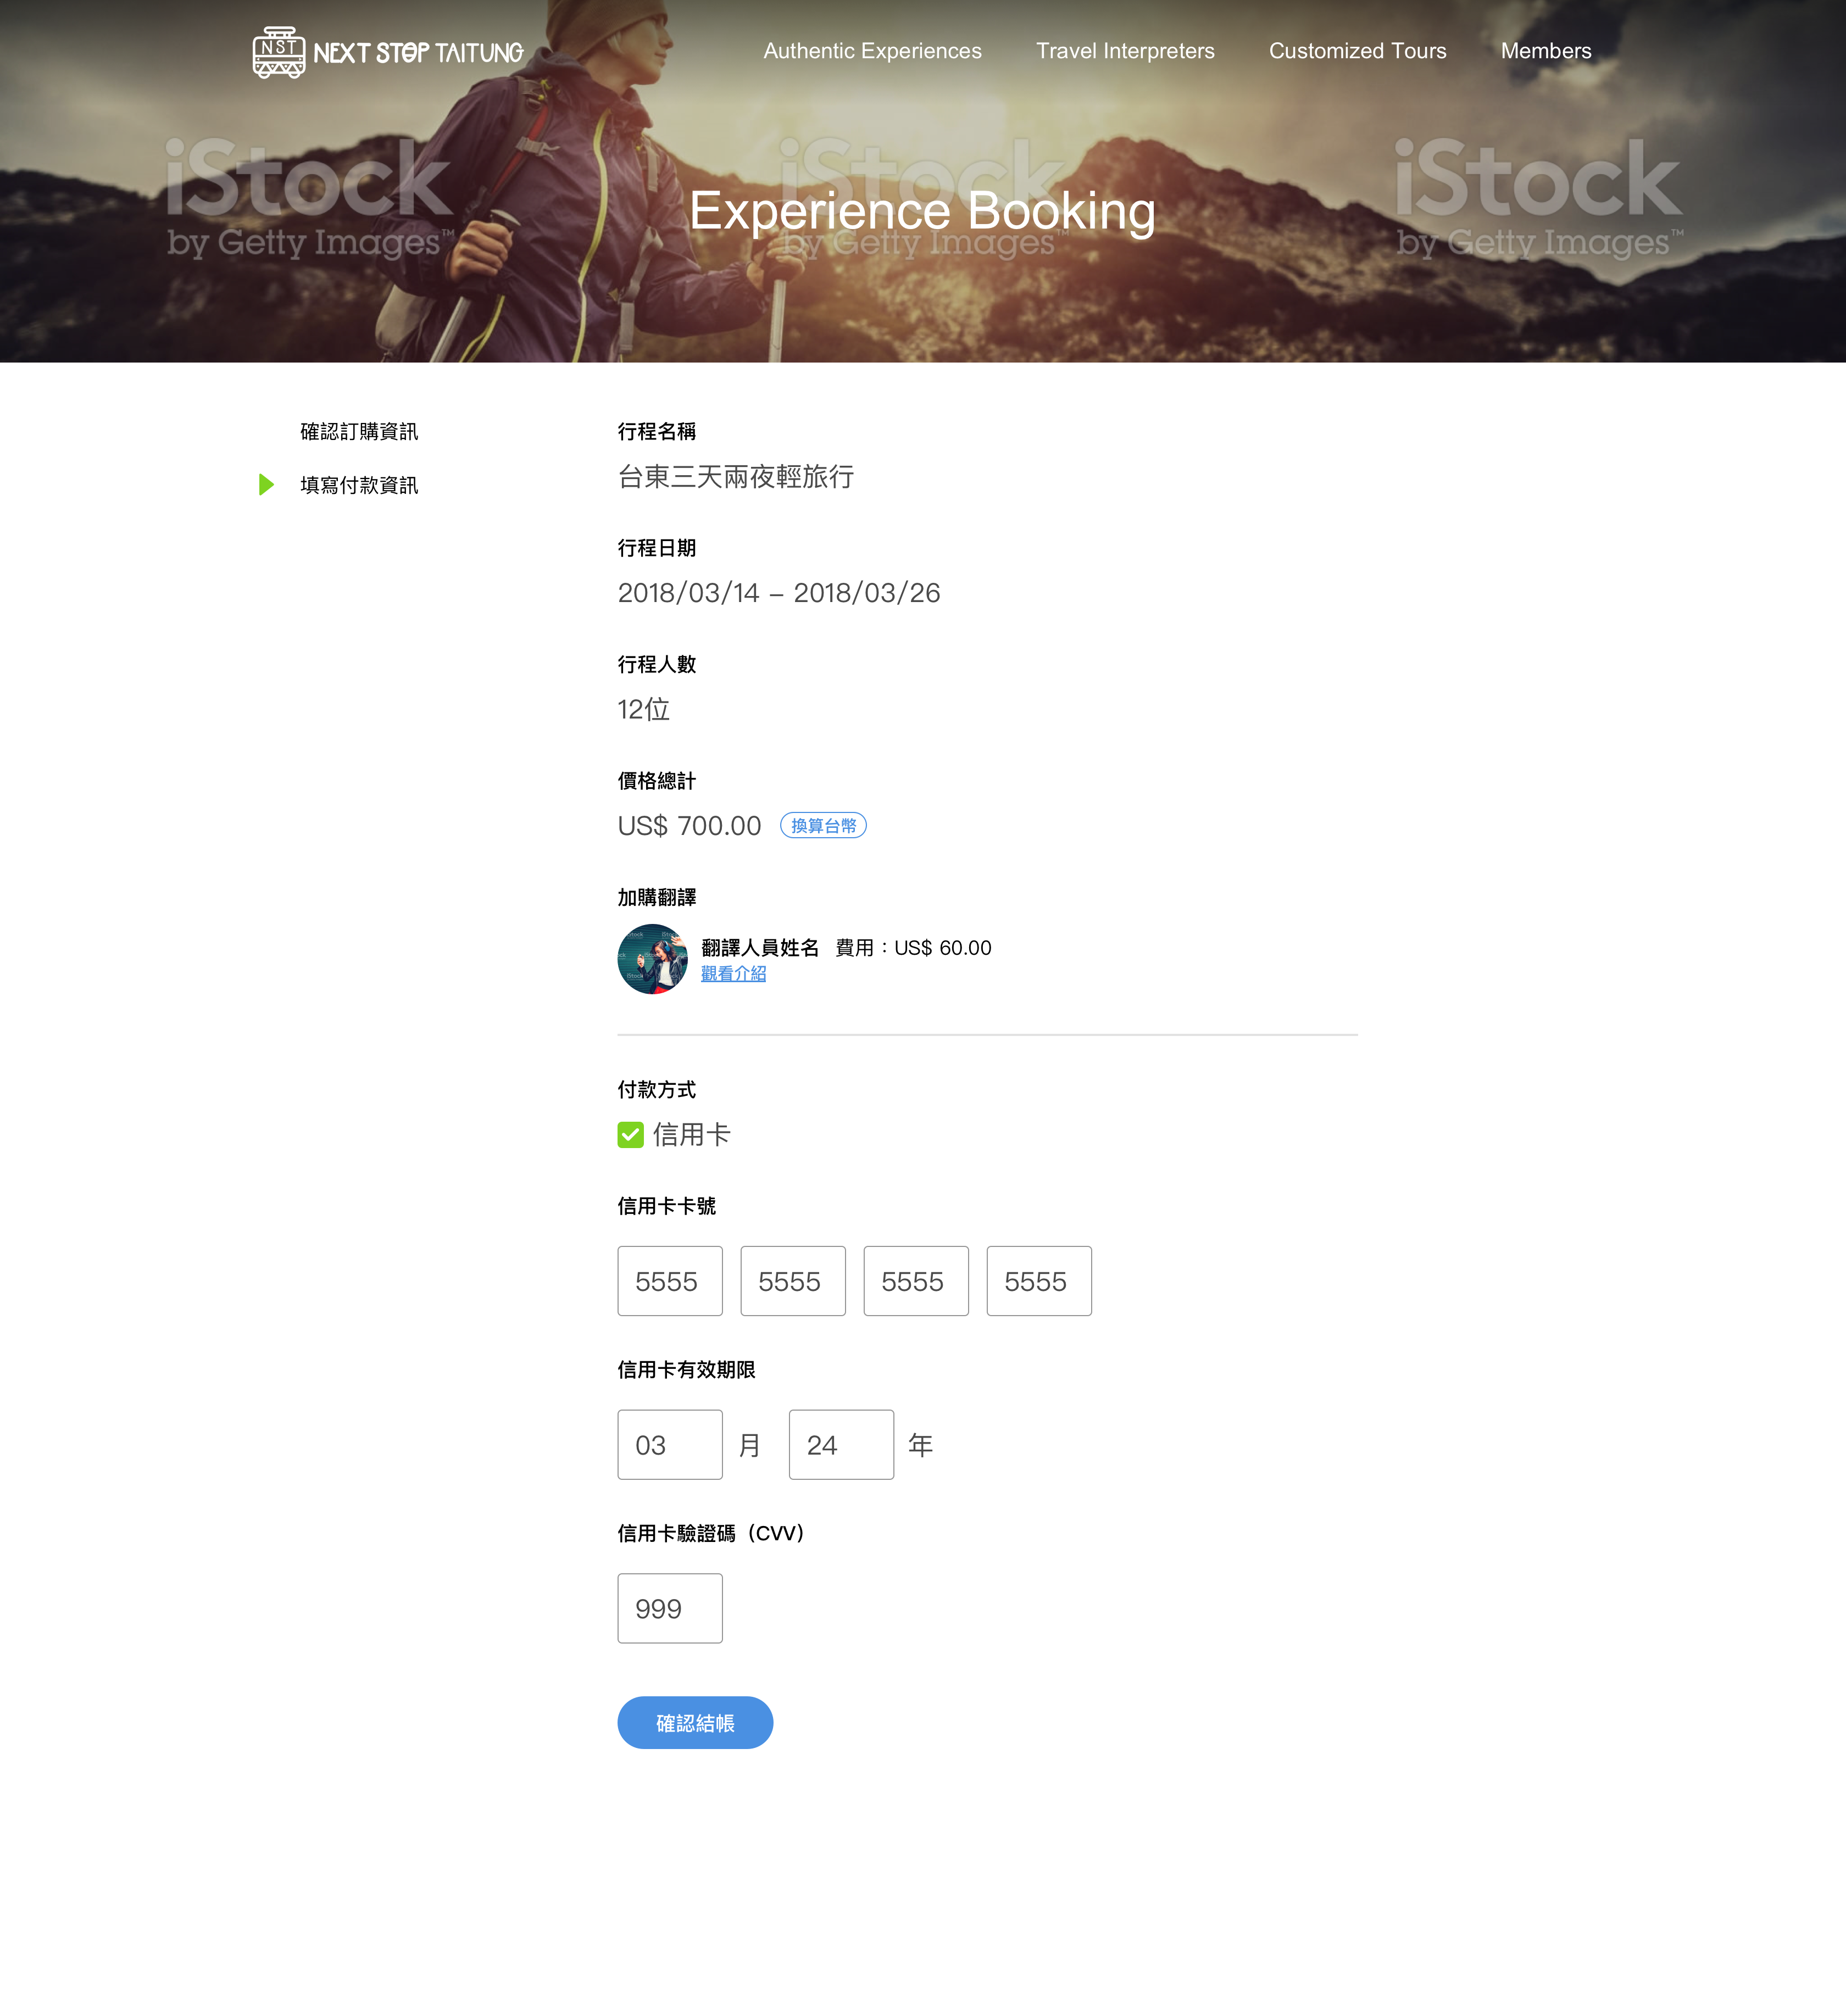 NST NEXT STOP TAITUNG
Authentic Experiences
Travel Interpreters
Customized Tours
Members
iStock
by Getty Images™
iStock
by Getty Images™
iStock
by Getty Images™
Experience Booking
確認訂購資訊
填寫付款資訊
行程名稱
台東三天兩夜輕旅行
行程日期
2018/03/14 – 2018/03/26
行程人數
12位
價格總計
US$ 700.00 換算台幣
加購翻譯
翻譯人員姓名 費用：US$ 60.00
觀看介紹
付款方式
信用卡
信用卡卡號
5555 5555 5555 5555
信用卡有效期限
03 月 24 年
信用卡驗證碼（CVV）
999
確認結帳